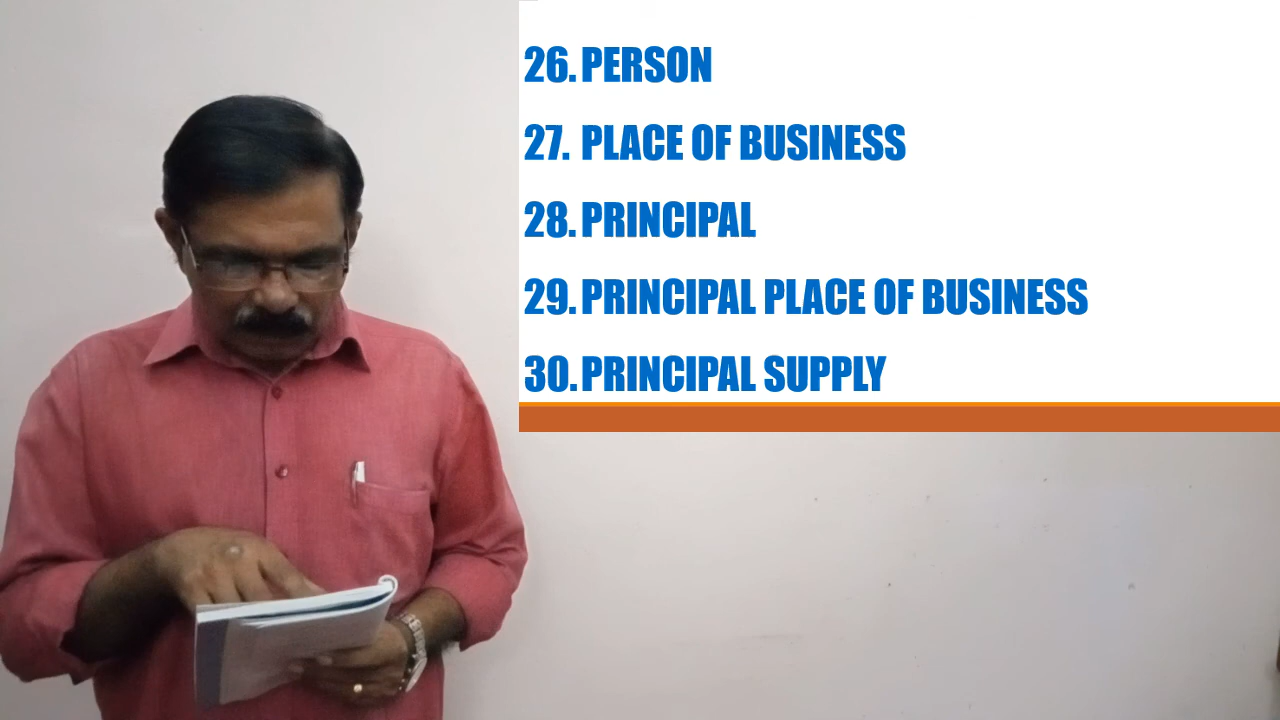 26. PERSON
27. PLACE OF BUSINESS
28. PRINCIPAL
29. PRINCIPAL PLACE OF BUSINESS
30. PRINCIPAL SUPPLY